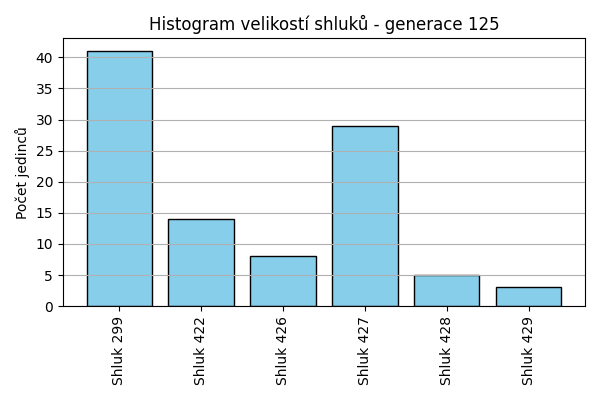 Histogram velikostí shluků - generace 125
Počet jedinců
40
35
30
25
20
15
10
5
0
Shluk 299
Shluk 422
Shluk 426
Shluk 427
Shluk 428
Shluk 429